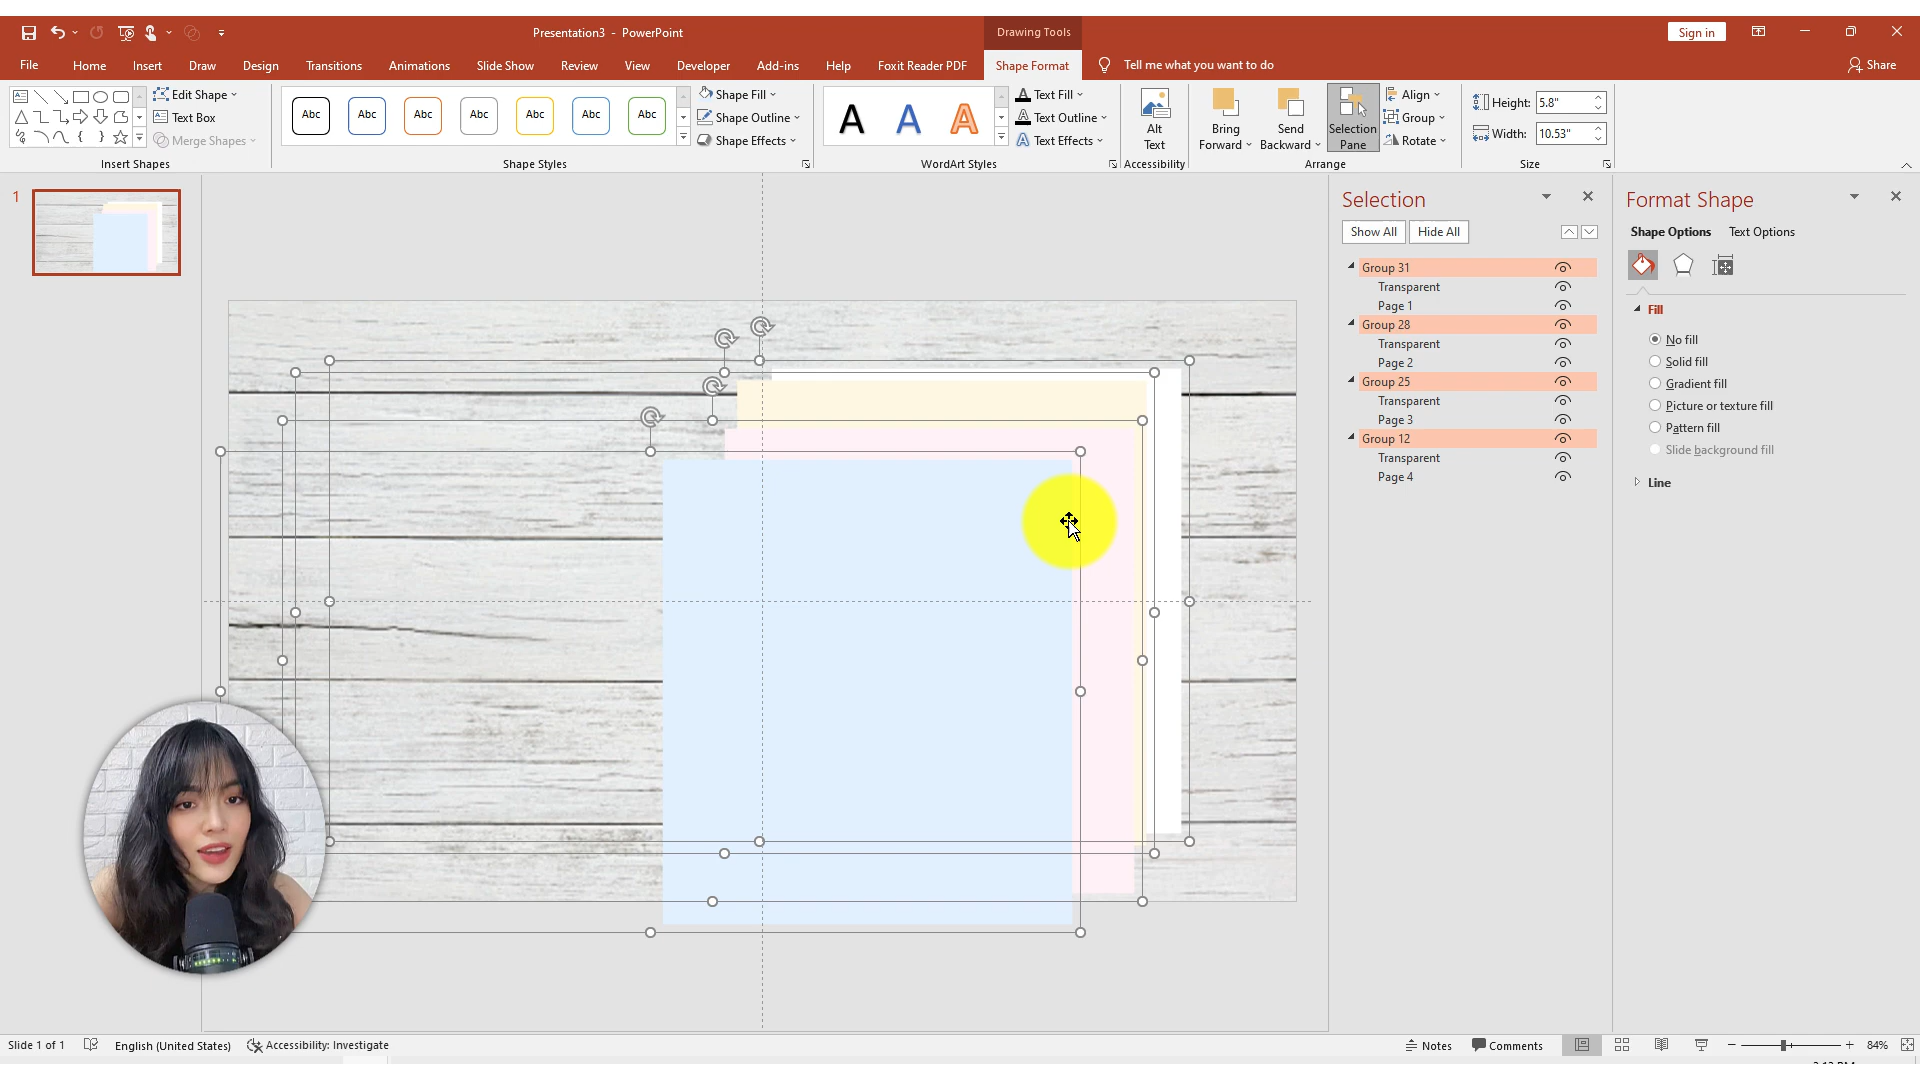 Presentation3 - PowerPoint
Drawing Tools
Sign in
File
Home
Insert
Draw
Design
Transitions
Animations
Slide Show
Review
View
Developer
Add-ins
Help
Foxit Reader PDF
Shape Format
Tell me what you want to do
Share
Edit Shape
Text Box
Merge Shapes
Insert Shapes
Abc
Abc
Abc
Abc
Abc
Abc
Abc
Shape Fill
Shape Outline
Shape Effects
Shape Styles
A
A
A
Text Fill
Text Outline
Text Effects
WordArt Styles
Alt
Text
Accessibility
Bring
Forward
Send
Backward
Selection
Pane
Align
Group
Rotate
Arrange
Height:
5.8"
Width:
10.53"
Size
1
Selection
Show All
Hide All
Group 31
Transparent
Page 1
Group 28
Transparent
Page 2
Group 25
Transparent
Page 3
Group 12
Transparent
Page 4
Format Shape
Shape Options
Text Options
Fill
No fill
Solid fill
Gradient fill
Picture or texture fill
Pattern fill
Slide background fill
Line
Slide 1 of 1
English (United States)
Accessibility: Investigate
Notes
Comments
84%